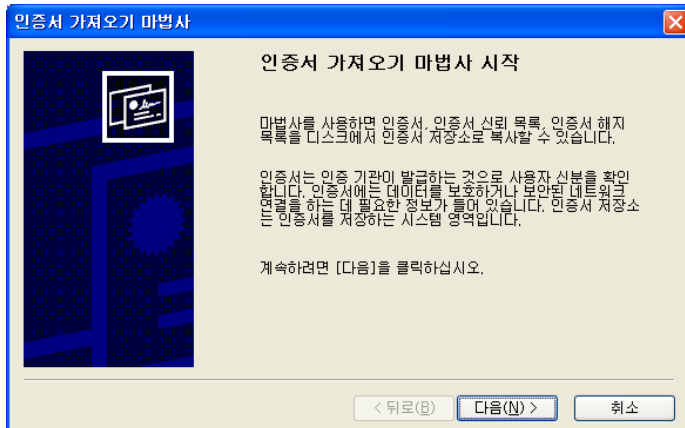 인증서 가져오기 마법사
인증서 가져오기 마법사 시작
마법사를 사용하면 인증서, 인증서 신뢰 목록, 인증서 해지
목록을 디스크에서 인증서 저장소로 복사할 수 있습니다.
인증서는 인증 기관이 발급하는 것으로 사용자 신분을 확인
합니다. 인증서에는 데이터를 보호하거나 보안된 네트워크
연결을 하는 데 필요한 정보가 들어 있습니다. 인증서 저장소
는 인증서를 저장하는 시스템 영역입니다.
계속하려면 [다음]을 클릭하십시오.
< 뒤로(B) 다음(N) > 취소